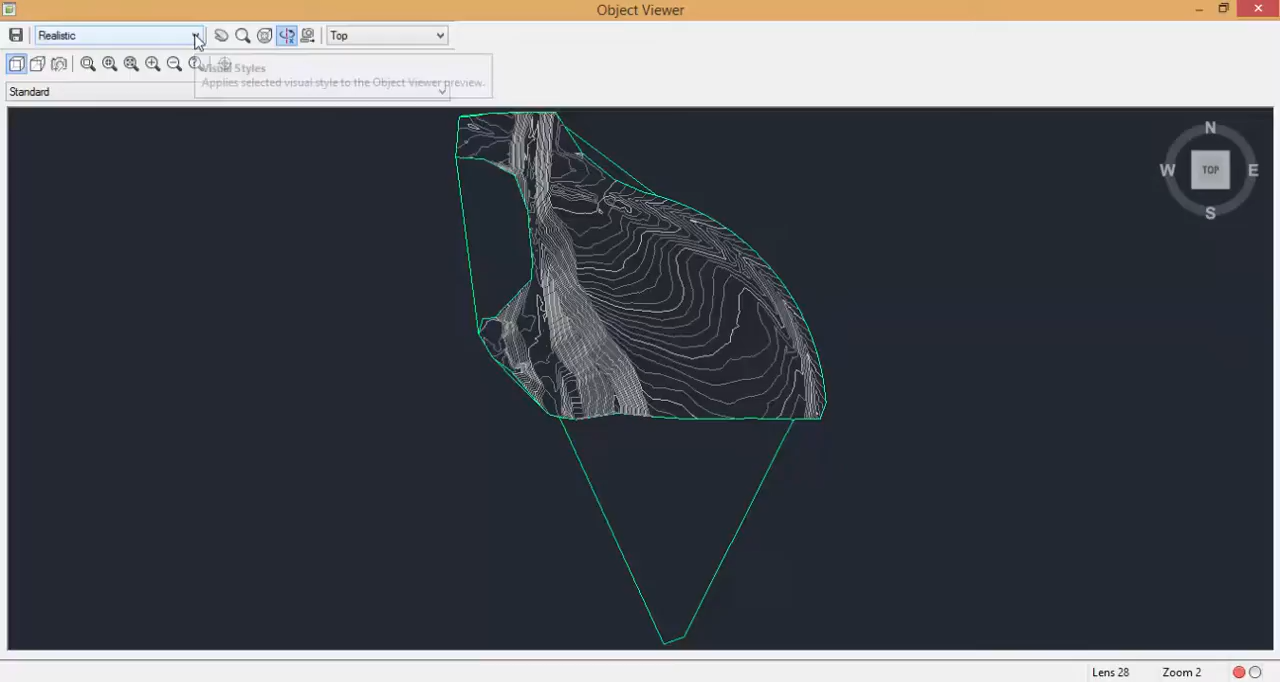 Object Viewer
Realistic
Top
Visual Styles
Applies selected visual style to the Object Viewer preview.
Standard
N
W TOP E
S
Lens 28 Zoom 2